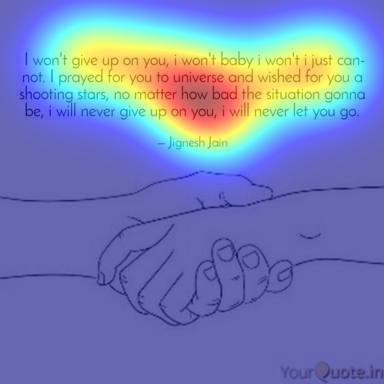 I won't give up on you, i won't baby i won't i just can-
not. I prayed for you to universe and wished for you a
shooting stars, no matter how bad the situation gonna
be, i will never give up on you, i will never let you go.
– Jignesh Jain
YourQuote.in